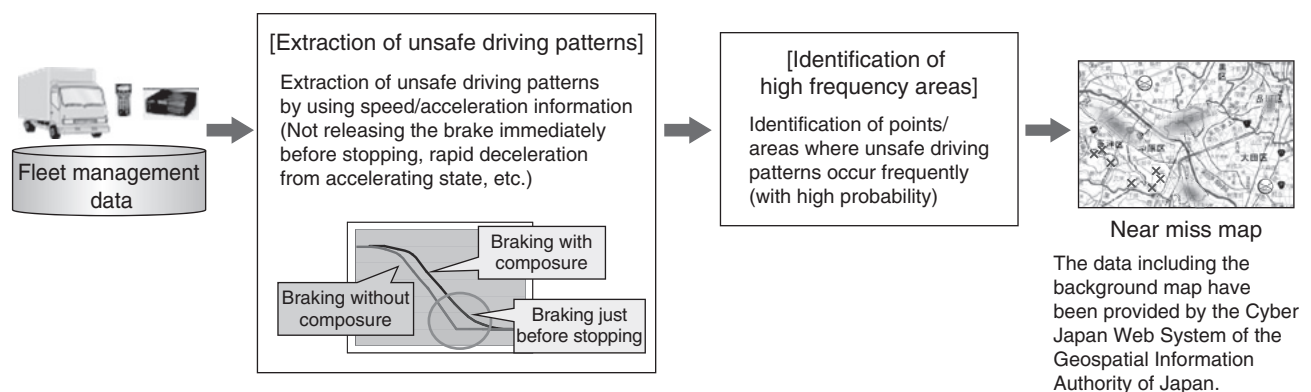 Fleet management
data
[Extraction of unsafe driving patterns]
Extraction of unsafe driving patterns
by using speed/acceleration information
(Not releasing the brake immediately
before stopping, rapid deceleration
from accelerating state, etc.)
Braking with
composure
Braking without
composure
Braking just
before stopping
[Identification of
high frequency areas]
Identification of points/
areas where unsafe driving
patterns occur frequently
(with high probability)
大田区
Near miss map
The data including the
background map have
been provided by the Cyber
Japan Web System of the
Geospatial Information
Authority of Japan.